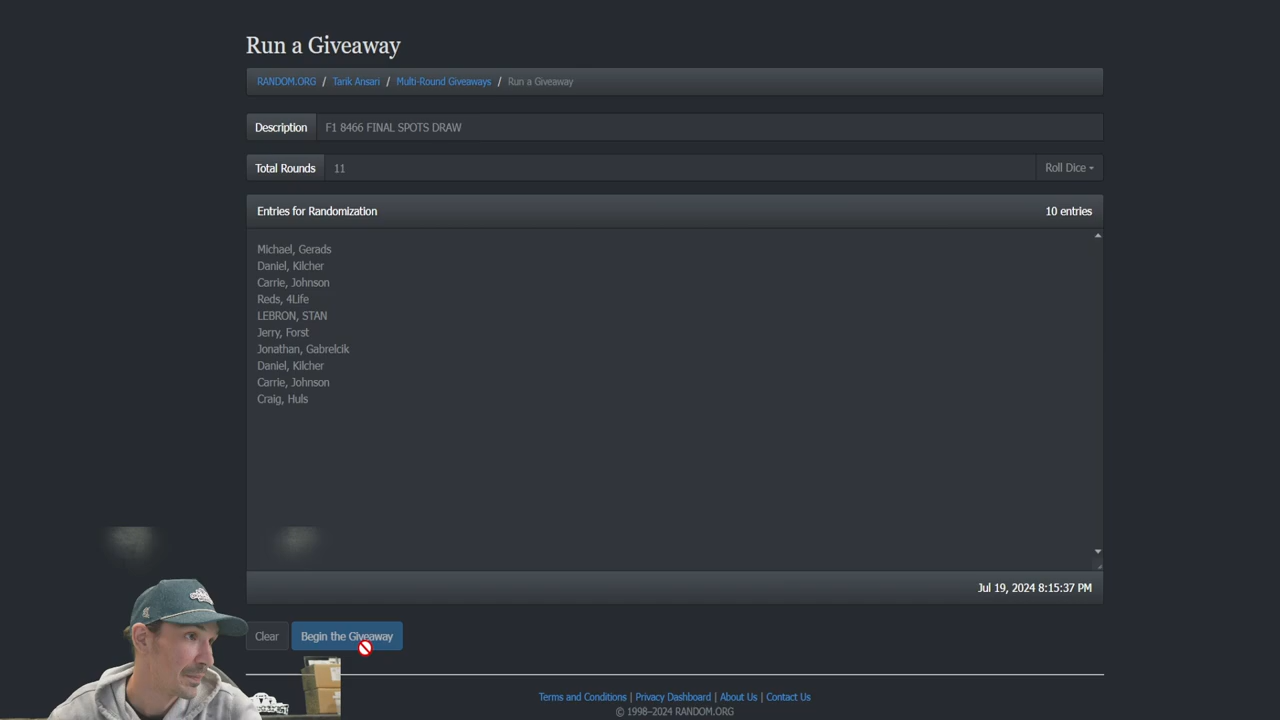 Run a Giveaway
RANDOM.ORG / Tarik Ansari / Multi-Round Giveaways / Run a Giveaway
Description F1 8466 FINAL SPOTS DRAW
Total Rounds 11 Roll Dice
Entries for Randomization 10 entries
Michael, Gerads
Daniel, Kilcher
Carrie, Johnson
Reds, 4Life
LEBRON, STAN
Jerry, Forst
Jonathan, Gabrelcik
Daniel, Kilcher
Carrie, Johnson
Craig, Huls
Jul 19, 2024 8:15:37 PM
Clear Begin the Giveaway
Terms and Conditions | Privacy Dashboard | About Us | Contact Us
© 1998–2024 RANDOM.ORG